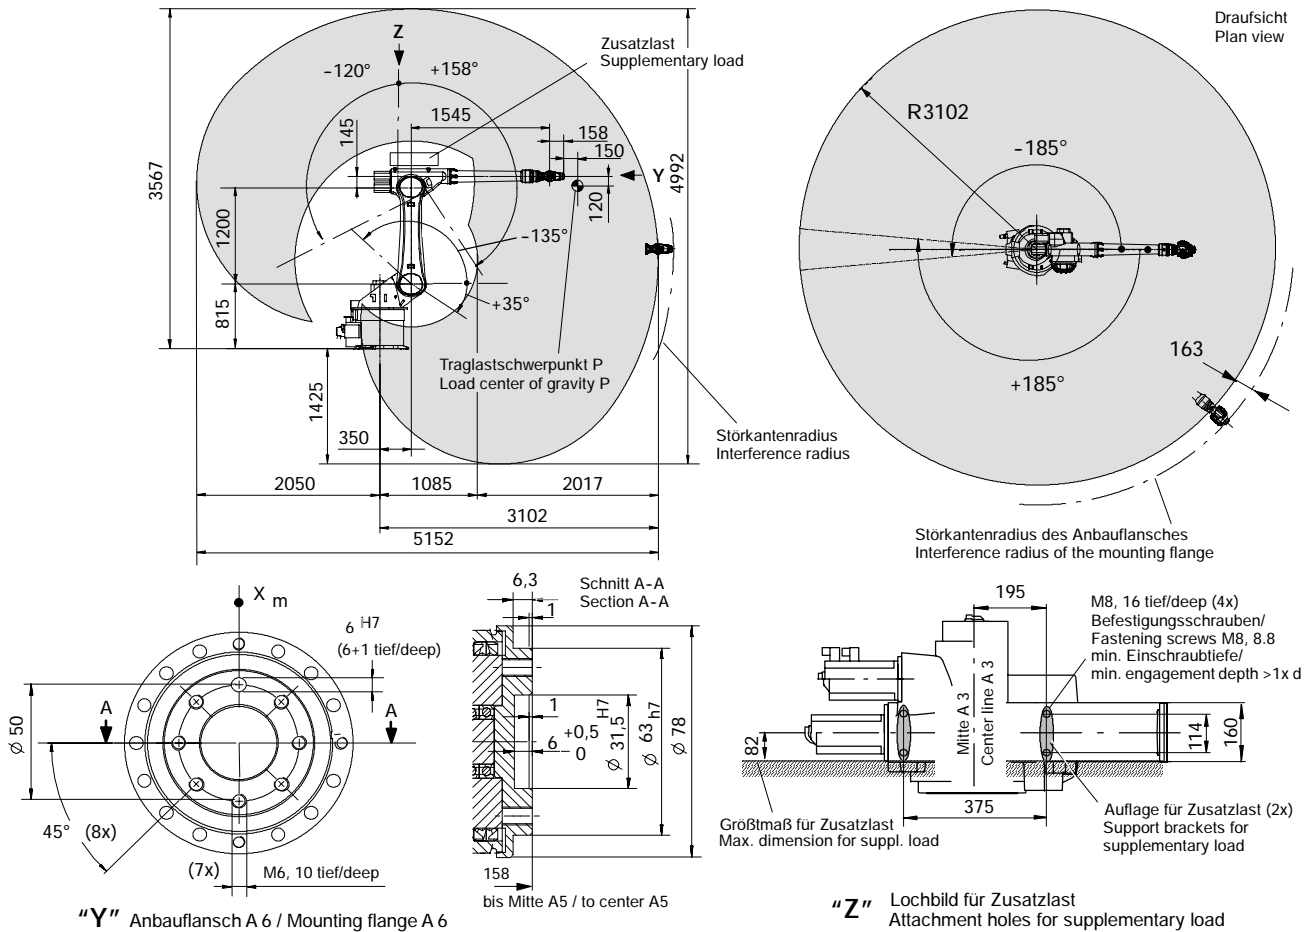 Z
-120°
+158°
Zusatzlast
Supplementary load
1545
158
150
145
3567
Y
4992
120
1200
-135°
+35°
815
Traglastschwerpunkt P
Load center of gravity P
1425
350
Störkantenradius
Interference radius
2050
1085
2017
3102
5152
Draufsicht
Plan view
R3102
-185°
+185°
163
Störkantenradius des Anbauflansches
Interference radius of the mounting flange
X m
6 H7
(6+1 tief/deep)
A
A
Ø 50
45°
(8x)
(7x)
M6, 10 tief/deep
"Y" Anbauflansch A 6 / Mounting flange A 6
6,3
Schnitt A-A
Section A-A
1
1
6 +0,5
0
Ø 31,5 H7
Ø 63 h7
Ø 78
158
bis Mitte A5 / to center A5
195
M8, 16 tief/deep (4x)
Befestigungsschrauben/
Fastening screws M8, 8.8
min. Einschraubtiefe/
min. engagement depth >1x d
Mitte A 3
Center line A 3
82
114
160
375
Größtmaß für Zusatzlast
Max. dimension for suppl. load
Auflage für Zusatzlast (2x)
Support brackets for
supplementary load
"Z" Lochbild für Zusatzlast
Attachment holes for supplementary load